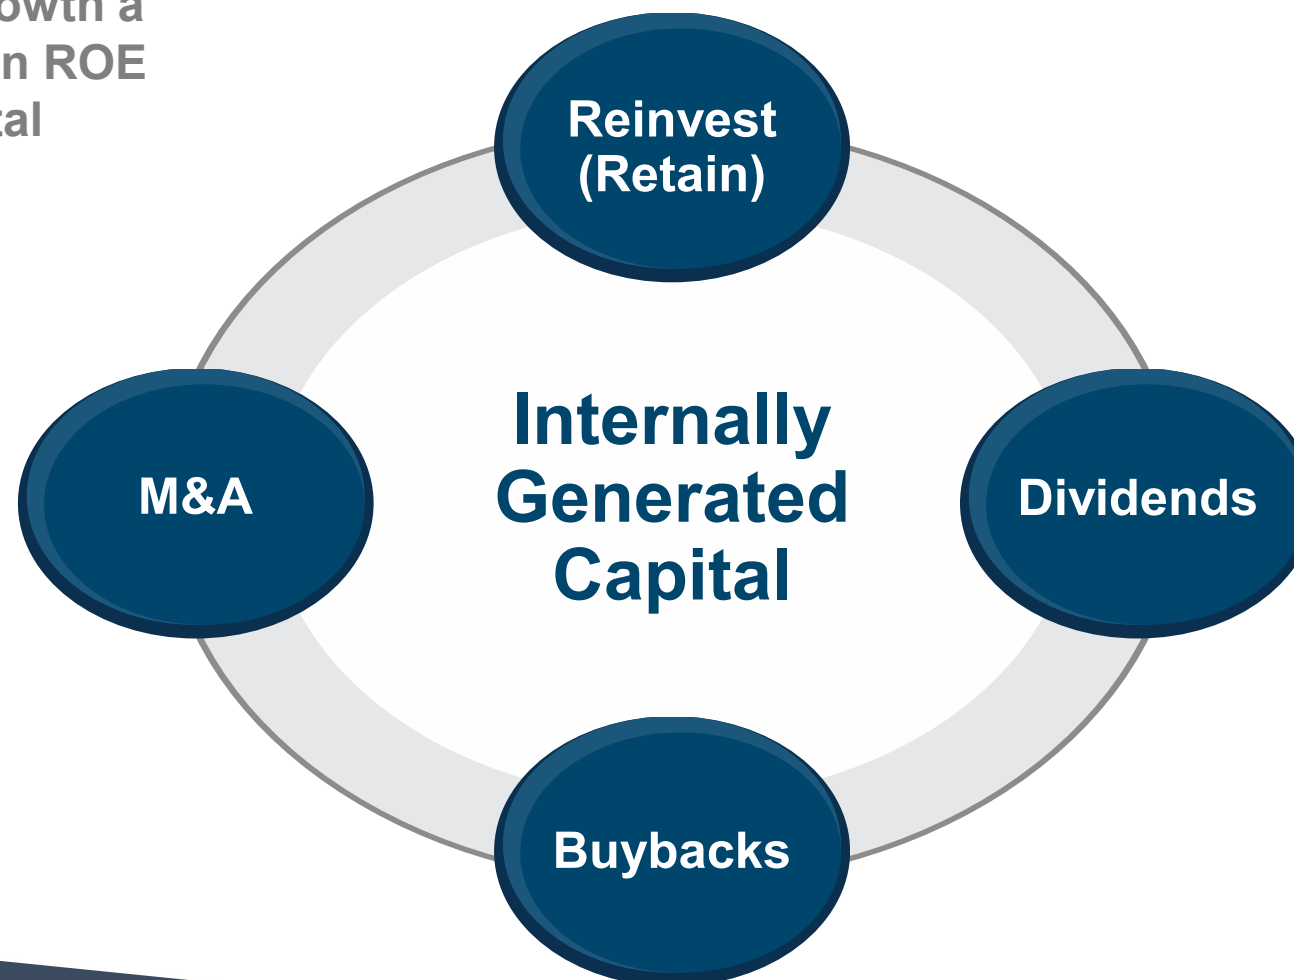 a
n ROE
Reinvest
(Retain)
Internally
Generated
Capital
M&A
Dividends
Buybacks